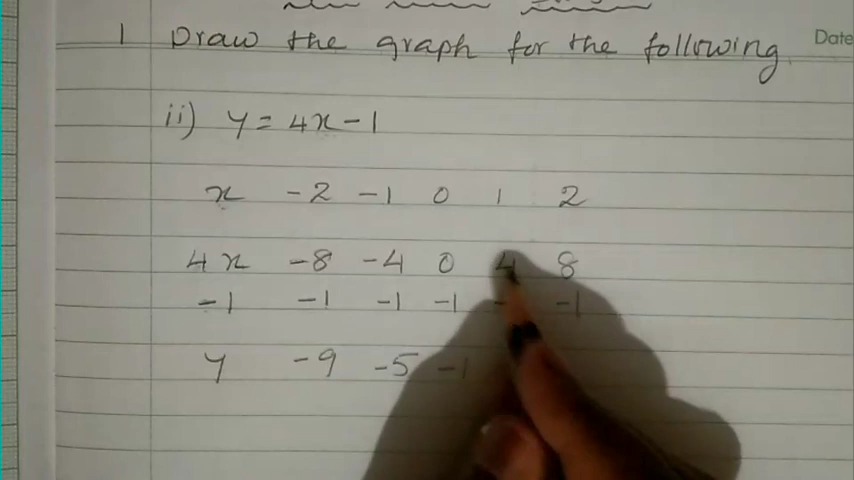 Date
1 Draw the graph for the following.
ii) y = 4x - 1
x -2 -1 0 1 2
4x -8 -4 0 4 8
-1 -1 -1 -1 -1
y -9 -5 -1